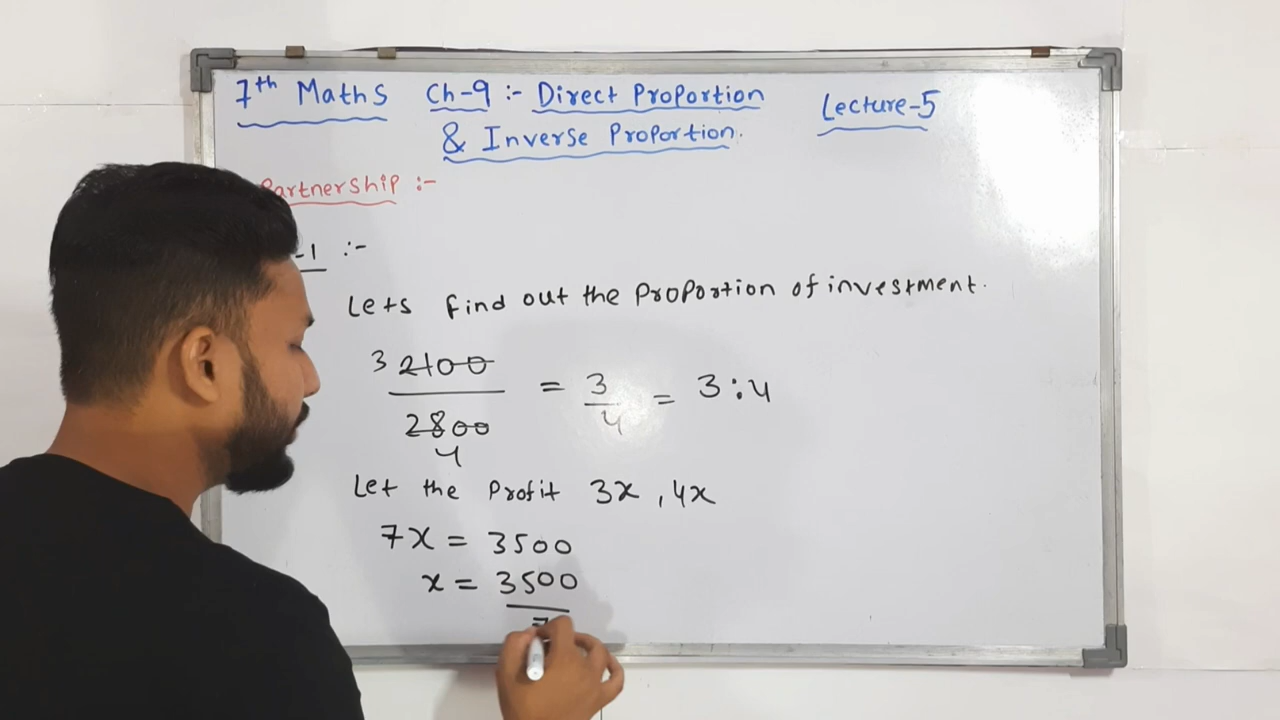 7th Maths Ch-9 :- Direct Proportion Lecture-5
& Inverse Proportion.
Partnership :-
-1 :-
Lets find out the proportion of investment.
3 2100 / 2800 4 = 3/4 = 3:4
Let the Profit 3x, 4x
7x = 3500
x = 3500
7